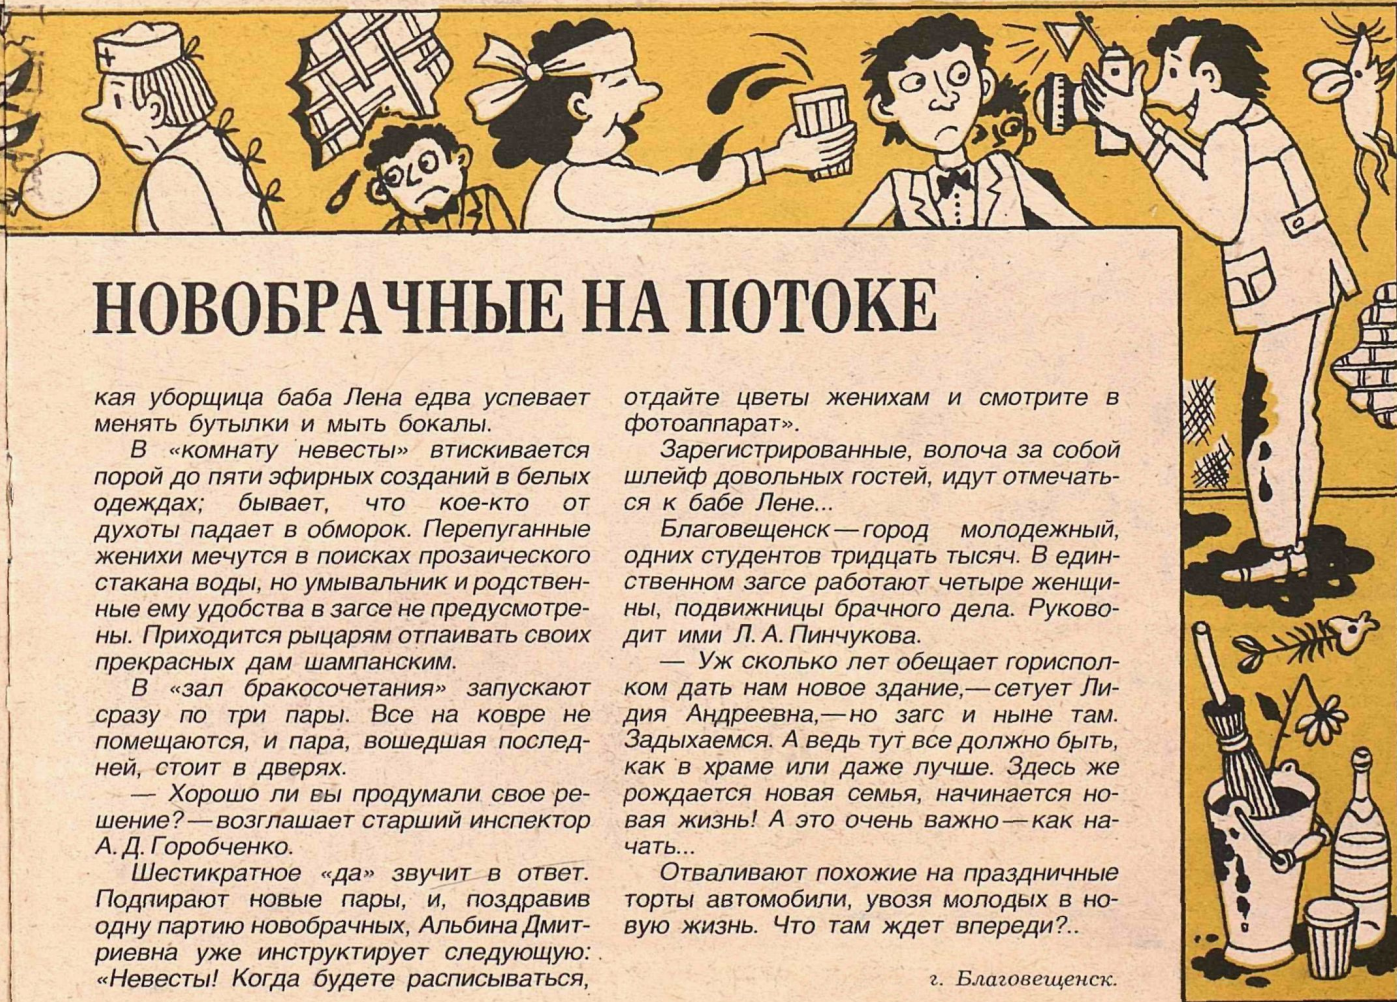 НОВОБРАЧНЫЕ НА ПОТОКЕ
кая уборщица баба Лена едва успевает
менять бутылки и мыть бокалы.
В «комнату невесты» втискивается
порой до пяти эфирных созданий в белых
одеждах; бывает, что кое-кто от
духоты падает в обморок. Перепуганные
женихи мечутся в поисках прозаического
стакана воды, но умывальник и родствен-
ные ему удобства в загсе не предусмотре-
ны. Приходится рыцарям отпаивать своих
прекрасных дам шампанским.
В «зал бракосочетания» запускают
сразу по три пары. Все на ковре не
помещаются, и пара, вошедшая послед-
ней, стоит в дверях.
— Хорошо ли вы продумали свое ре-
шение?—возглашает старший инспектор
А. Д. Горобченко.
Шестикратное «да» звучит в ответ.
Подпирают новые пары, и, поздравив
одну партию новобрачных, Альбина Дмит-
риевна уже инструктирует следующую:
«Невесты! Когда будете расписываться,
отдайте цветы женихам и смотрите в
фотоаппарат».
Зарегистрированные, волоча за собой
шлейф довольных гостей, идут отмечать-
ся к бабе Лене...
Благовещенск—город молодежный,
одних студентов тридцать тысяч. В един-
ственном загсе работают четыре женщи-
ны, подвижницы брачного дела. Руково-
дит ими Л. А. Пинчукова.
— Уж сколько лет обещает гориспол-
ком дать нам новое здание,—сетует Ли-
дия Андреевна,—но загс и ныне там.
Задыхаемся. А ведь тут все должно быть,
как в храме или даже лучше. Здесь же
рождается новая семья, начинается но-
вая жизнь! А это очень важно—как на-
чать...
Отваливают похожие на праздничные
торты автомобили, увозя молодых в но-
вую жизнь. Что там ждет впереди?..
г. Благовещенск.